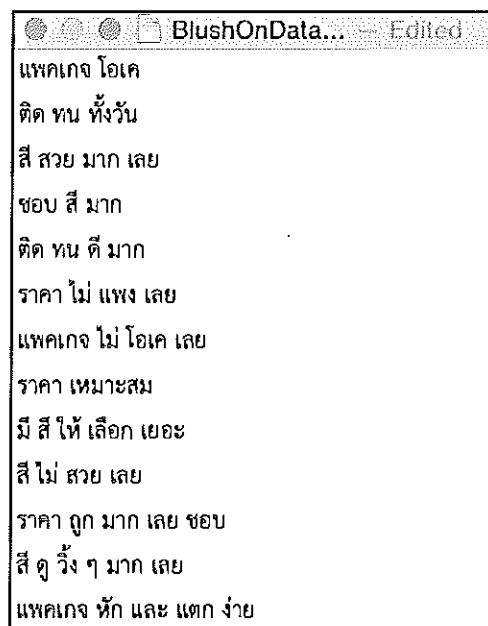 BlushOnData... — Edited
แพคเกจ โอเค
ติด ทน ทั้งวัน
สี สวย มาก เลย
ชอบ สี มาก
ติด ทน ดี มาก
ราคา ไม่ แพง เลย
แพคเกจ ไม่ โอเค เลย
ราคา เหมาะสม
มี สี ให้ เลือก เยอะ
สี ไม่ สวย เลย
ราคา ถูก มาก เลย ชอบ
สี ดู วิ้ง ๆ มาก เลย
แพคเกจ หัก และ แตก ง่าย